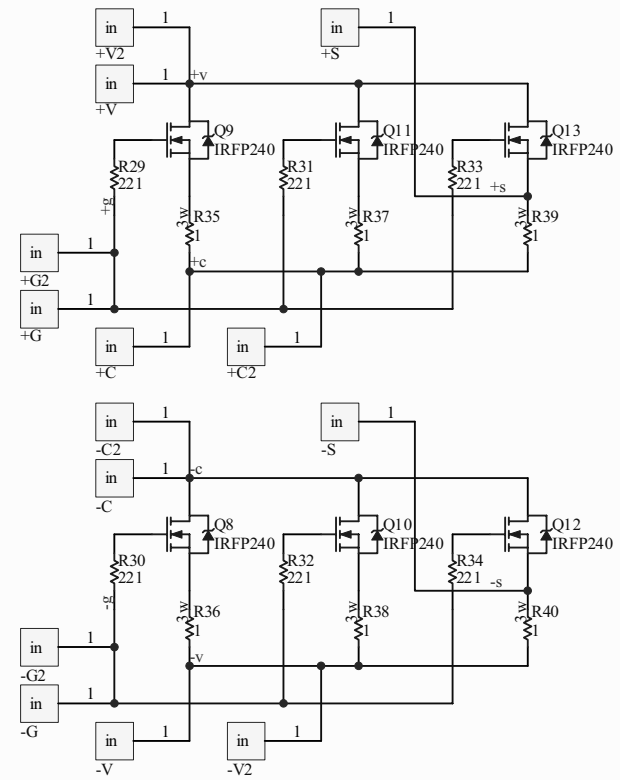 in 1 +V2
in 1 +S
in 1 +v +V
Q9 IRFP240
Q11 IRFP240
Q13 IRFP240
R29 221
R31 221
R33 221
+g
+s
3w R35 1
3w R37 1
3w R39 1
in 1 +G2
+c
in 1 +G
in 1 +C
in 1 +C2
in 1 -C2
in 1 -S
in 1 -c -C
Q8 IRFP240
Q10 IRFP240
Q12 IRFP240
R30 221
R32 221
R34 221
-g
-s
3w R36 1
3w R38 1
3w R40 1
in 1 -G2
-v
in 1 -G
in 1 -V
in 1 -V2